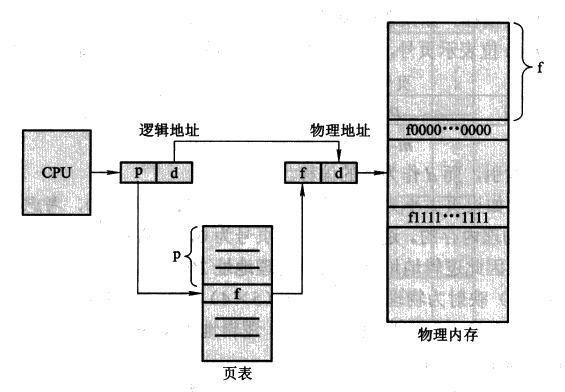 f
逻辑地址
物理地址
f0000···0000
CPU
p
d
f
d
f1111···1111
p
f
物理内存
页表